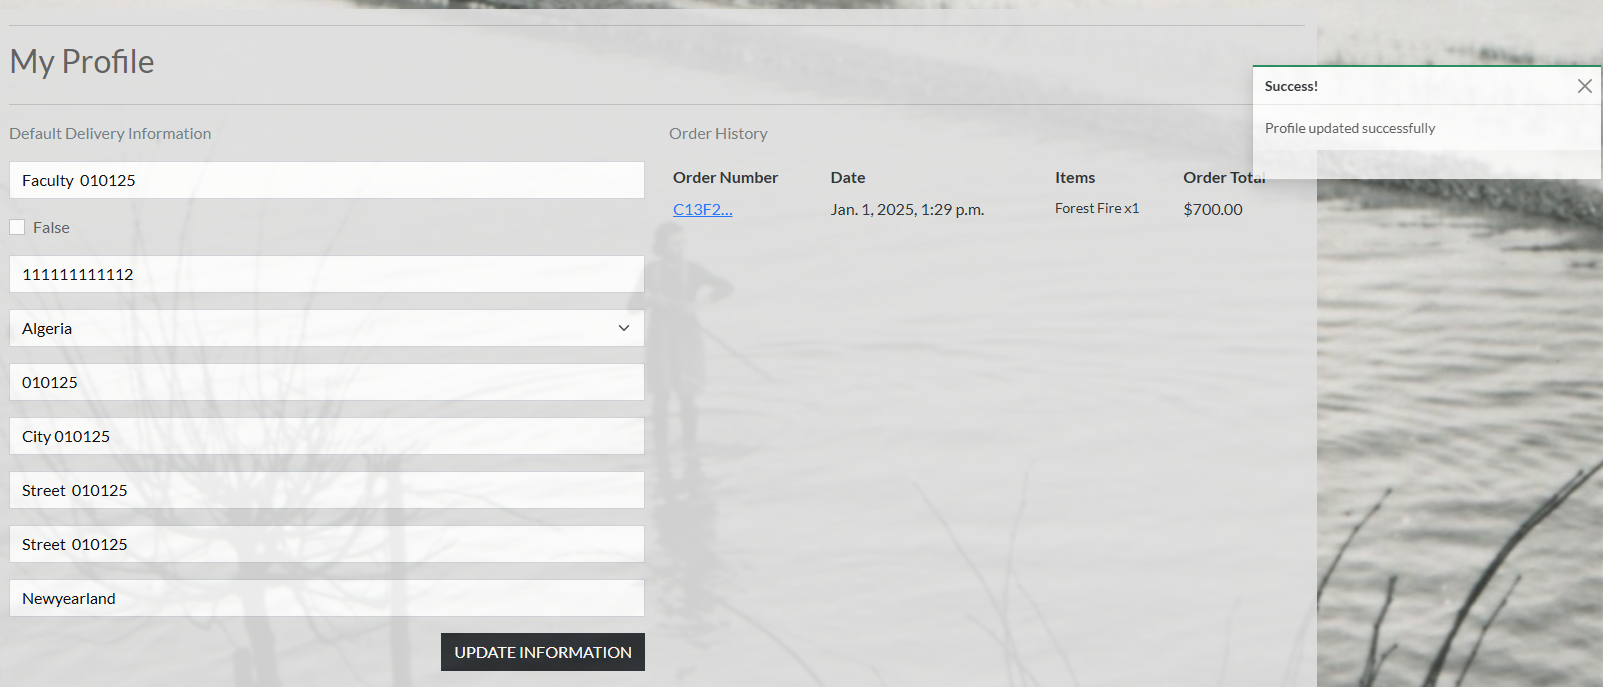 My Profile
Success!
Profile updated successfully
Default Delivery Information
Faculty  010125
False
111111111112
Algeria
010125
City 010125
Street  010125
Street  010125
Newyearland
UPDATE INFORMATION
Order History
Order Number Date Items Order Total
C13F2... Jan. 1, 2025, 1:29 p.m. Forest Fire x1 $700.00